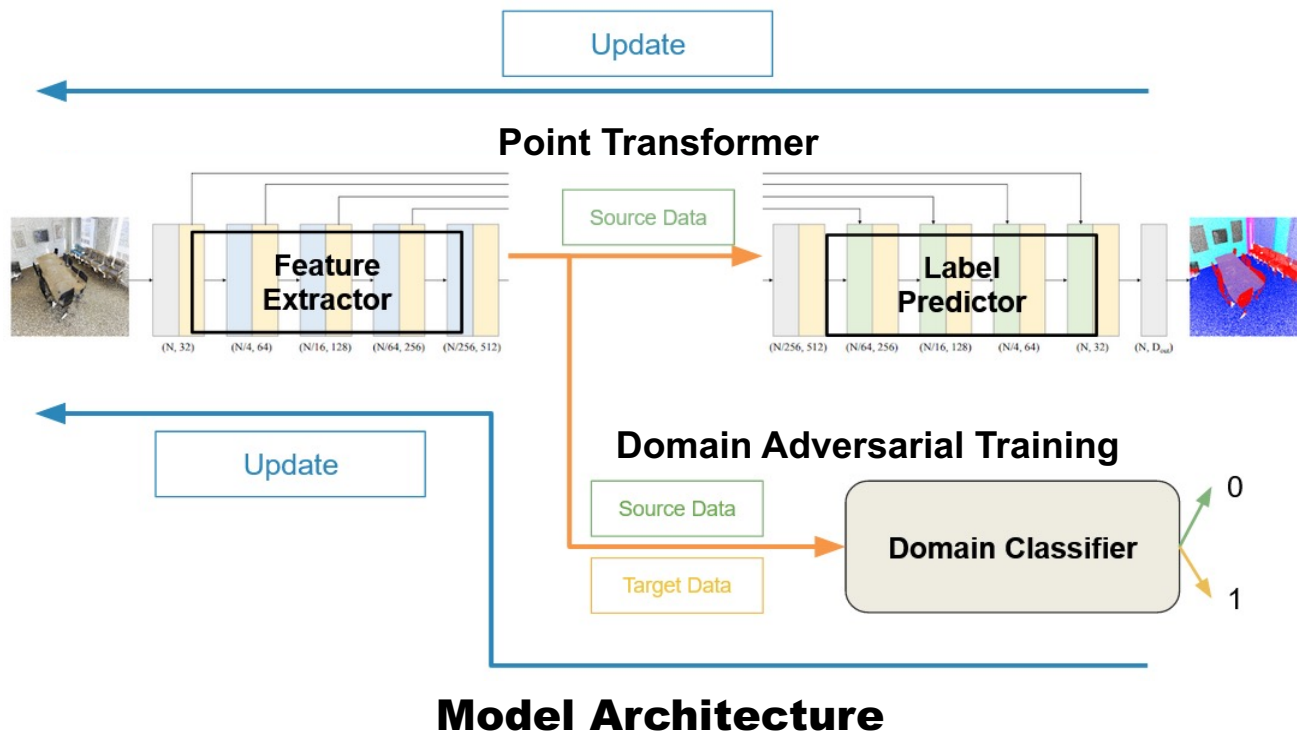 Update
Point Transformer
Source Data
Feature
Extractor
Label
Predictor
(N, 32)
(N/4, 64)
(N/16, 128)
(N/64, 256)
(N/256, 512)
(N/256, 512)
(N/64, 256)
(N/16, 128)
(N/4, 64)
(N, 32)
(N, Dout)
Update
Domain Adversarial Training
Source Data
Target Data
Domain Classifier
0
1
Model Architecture